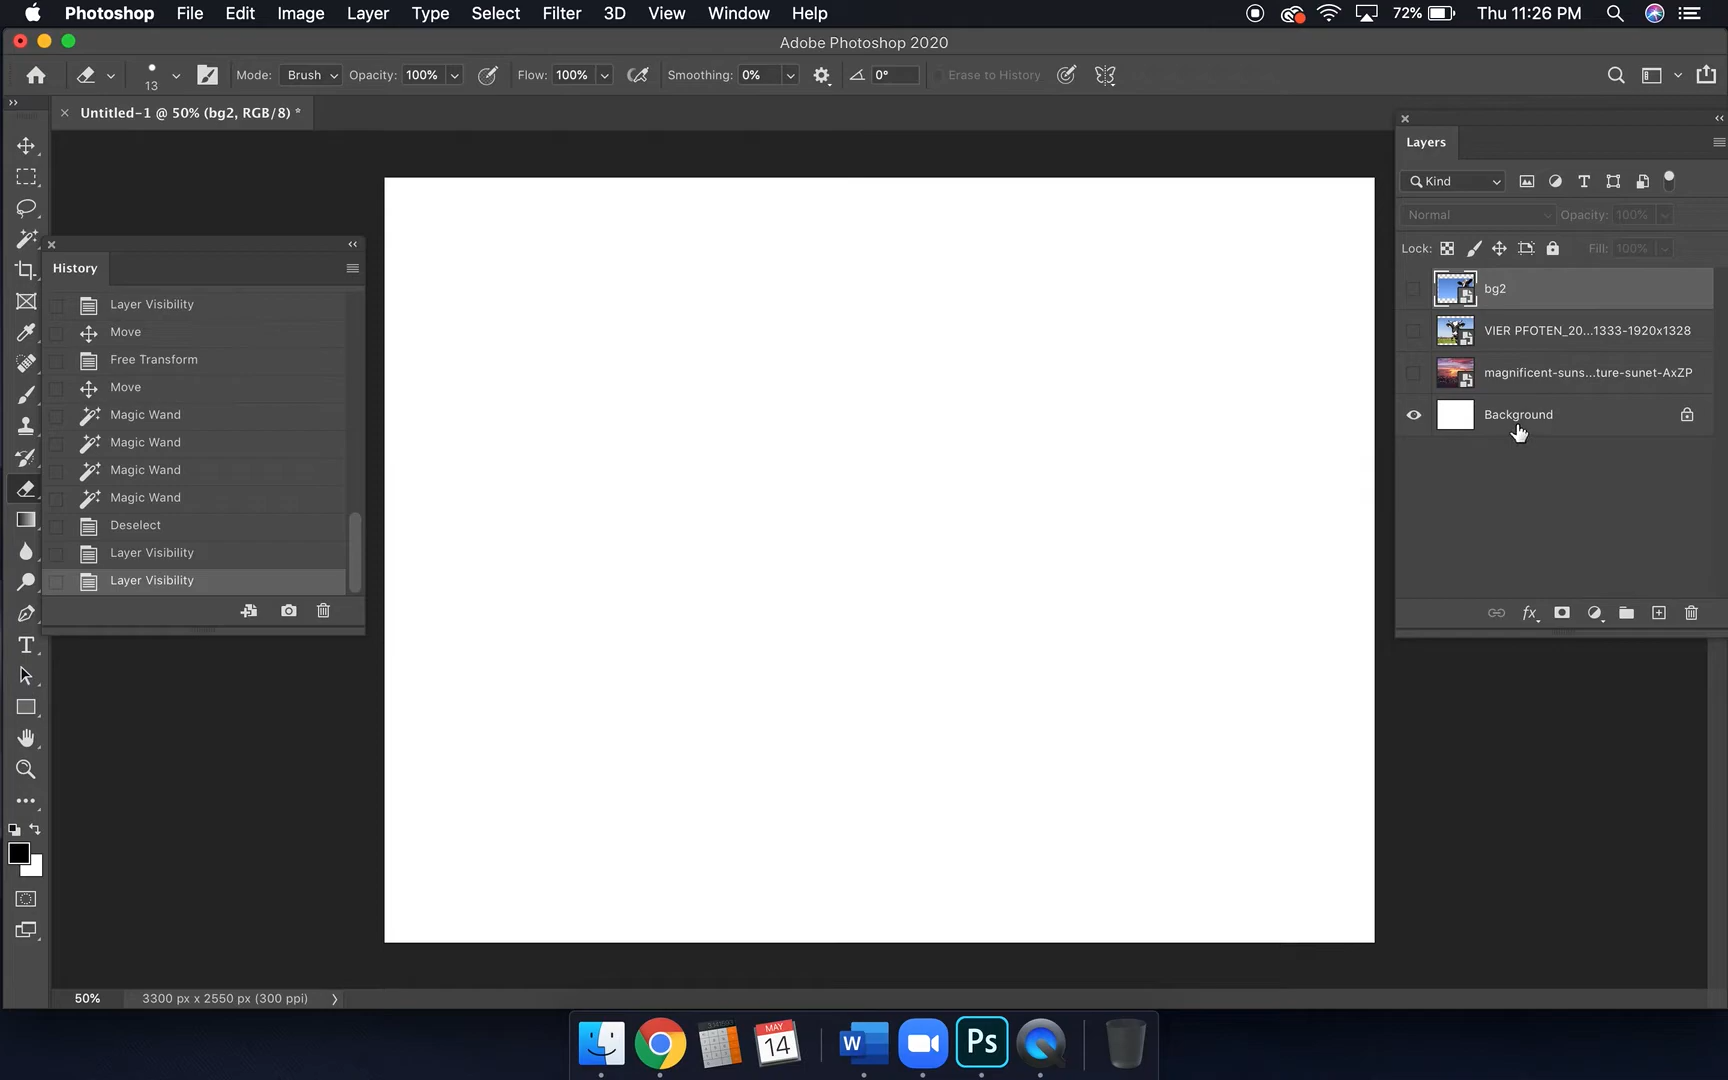 Photoshop File Edit Image Layer Type Select Filter 3D View Window Help 72% Thu 11:26 PM
Adobe Photoshop 2020
13 Mode: Brush Opacity: 100% Flow: 100% Smoothing: 0% 0° Erase to History
Untitled-1 @ 50% (bg2, RGB/8) *
Layers
Kind
Normal Opacity: 100%
Lock: Fill: 100%
bg2
VIER PFOTEN_20...1333-1920x1328
magnificent-suns...ture-sunet-AxZP
Background
fx
History
Layer Visibility
Move
Free Transform
Move
Magic Wand
Magic Wand
Magic Wand
Magic Wand
Deselect
Layer Visibility
Layer Visibility
50% 3300 px x 2550 px (300 ppi)
MAY
14
W
Ps